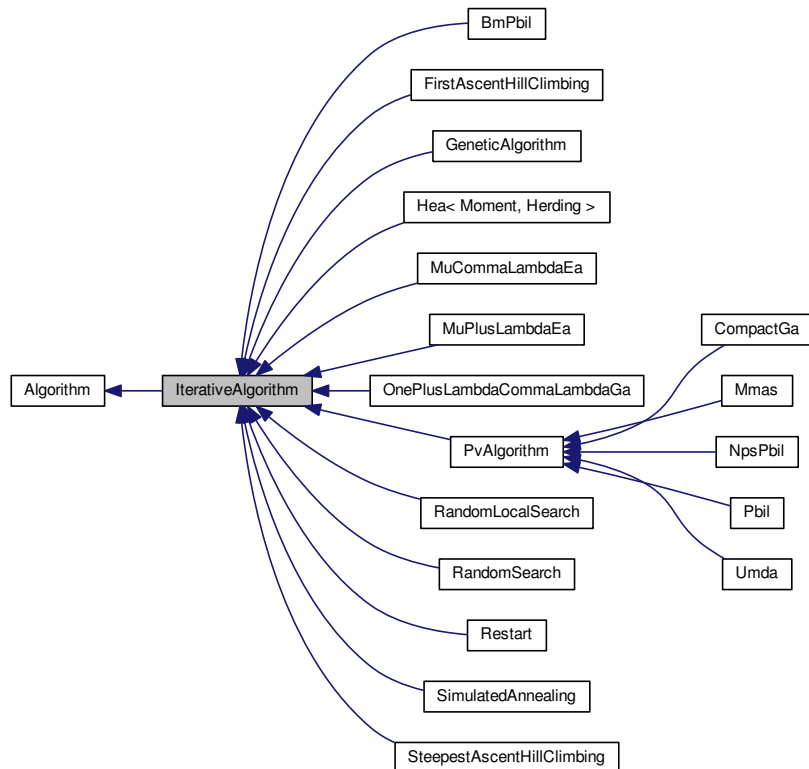 BmPbil
FirstAscentHillClimbing
GeneticAlgorithm
Hea< Moment, Herding >
MuCommaLambdaEa
MuPlusLambdaEa
CompactGa
Algorithm
IterativeAlgorithm
OnePlusLambdaCommaLambdaGa
Mmas
PvAlgorithm
NpsPbil
RandomLocalSearch
Pbil
RandomSearch
Umda
Restart
SimulatedAnnealing
SteepestAscentHillClimbing